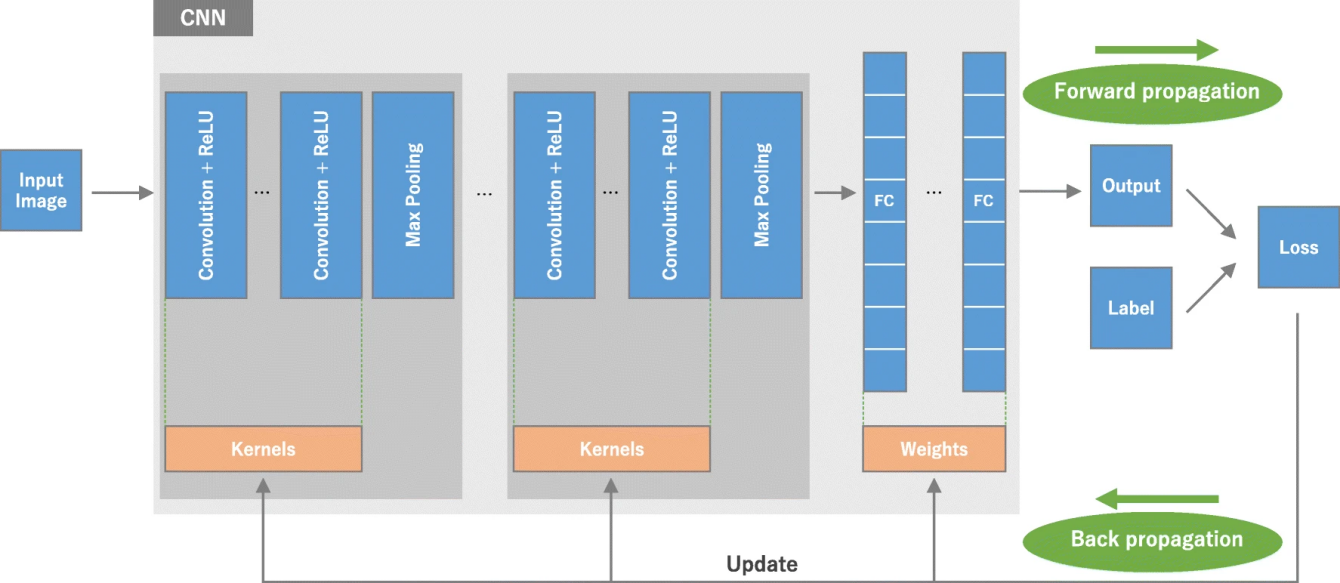 CNN
Input
Image
Convolution + ReLU
...
Convolution + ReLU
Max Pooling
...
Convolution + ReLU
...
Convolution + ReLU
Max Pooling
FC
...
FC
Forward propagation
Output
Label
Loss
Kernels
Kernels
Weights
Back propagation
Update